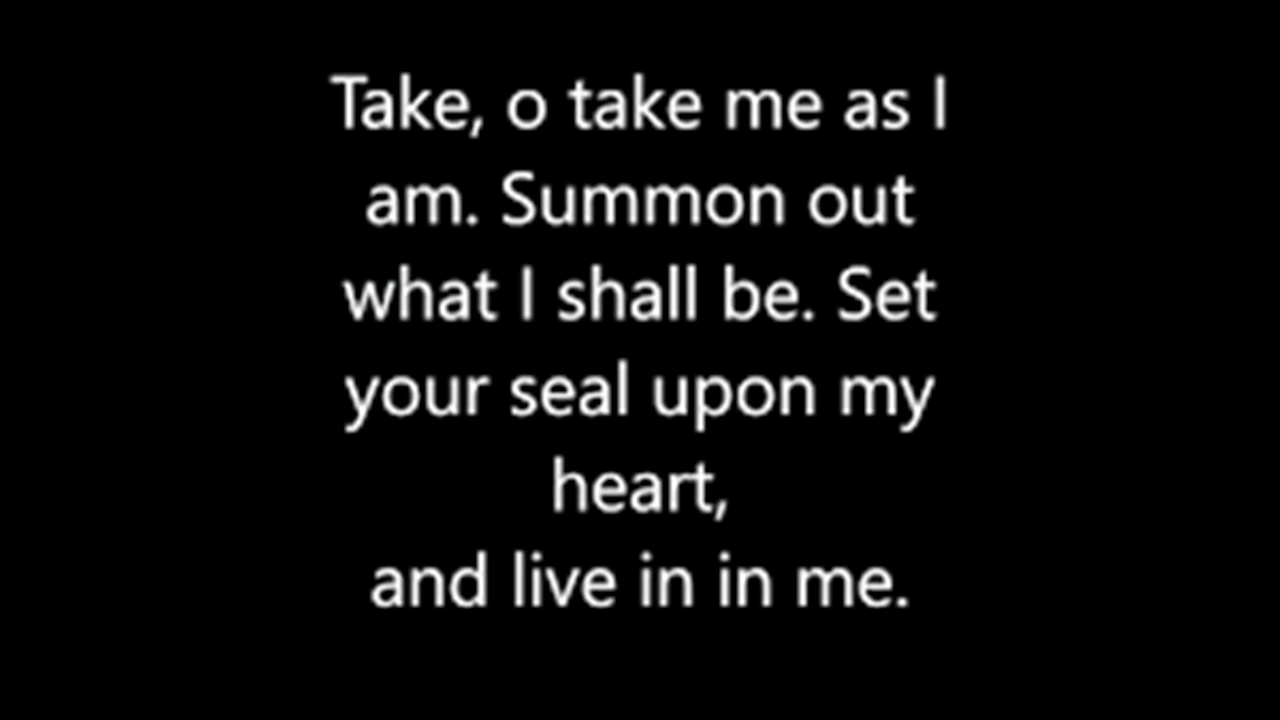 Take, o take me as I
am. Summon out
what I shall be. Set
your seal upon my
heart,
and live in in me.